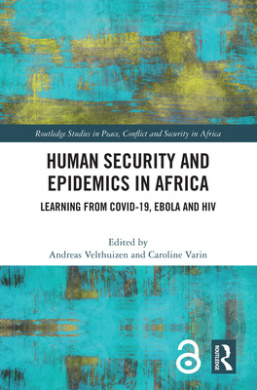 Routledge Studies in Peace, Conflict and Security in Africa
HUMAN SECURITY AND
EPIDEMICS IN AFRICA
LEARNING FROM COVID-19, EBOLA AND HIV
Edited by
Andreas Velthuizen and Caroline Varin
ROUTLEDGE